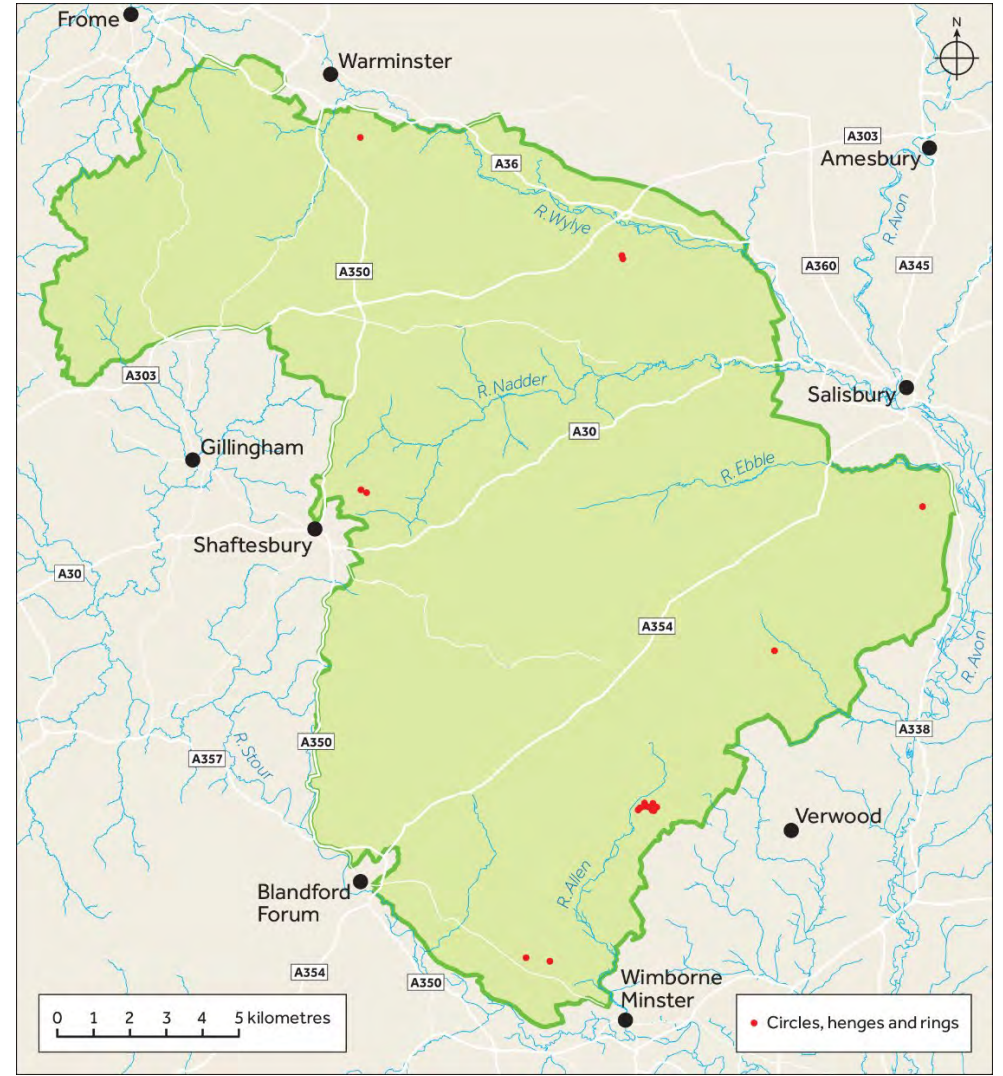 Frome
N
Warminster
A303
Amesbury
A36
R.Wylye
R. Avon
A350
A360
A345
A303
R.Nadder
Salisbury
A30
Gillingham
R.Ebble
Shaftesbury
A30
A354
R. Avon
A350
A338
R. Stour
A357
Verwood
R. Allen
Blandford
Forum
A354
A350
Wimborne
Minster
0 1 2 3 4 5 kilometres
Circles, henges and rings